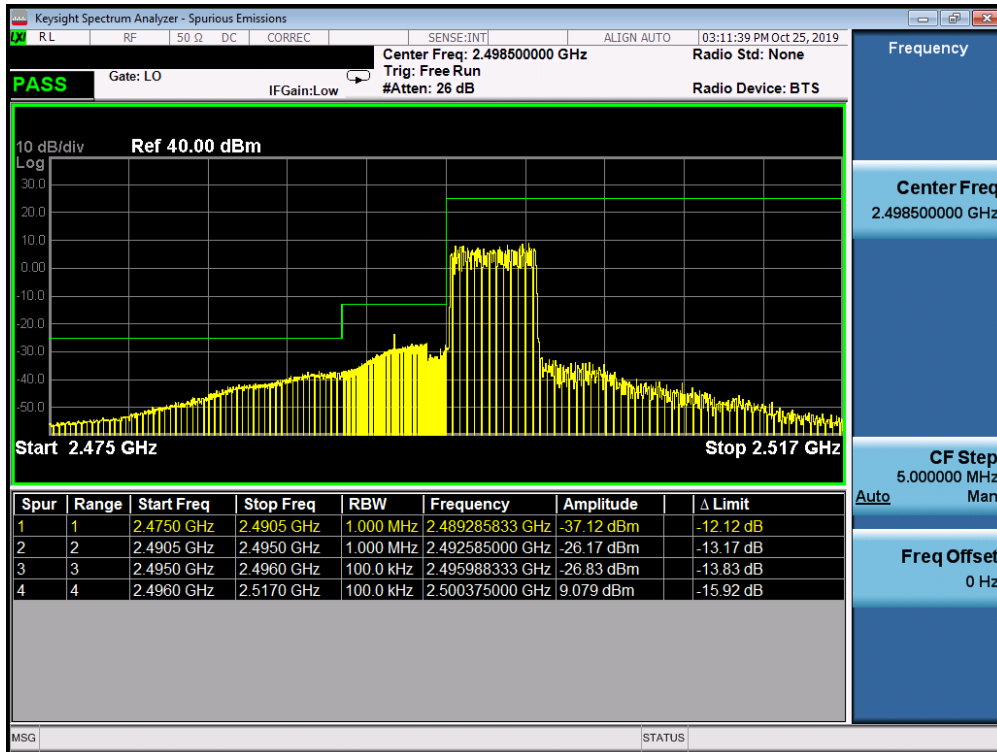 Keysight Spectrum Analyzer - Spurious Emissions
LXI RL RF 50 Ω DC CORREC SENSE:INT ALIGN AUTO 03:11:39 PM Oct 25, 2019
Center Freq: 2.498500000 GHz Radio Std: None
PASS Gate: LO Trig: Free Run
IFGain:Low #Atten: 26 dB Radio Device: BTS
10 dB/div Ref 40.00 dBm
Log
30.0
20.0
10.0
0.00
-10.0
-20.0
-30.0
-40.0
-50.0
Start 2.475 GHz Stop 2.517 GHz
Spur Range Start Freq Stop Freq RBW Frequency Amplitude Δ Limit
1 1 2.4750 GHz 2.4905 GHz 1.000 MHz 2.489285833 GHz -37.12 dBm -12.12 dB
2 2 2.4905 GHz 2.4950 GHz 1.000 MHz 2.492585000 GHz -26.17 dBm -13.17 dB
3 3 2.4950 GHz 2.4960 GHz 100.0 kHz 2.495988333 GHz -26.83 dBm -13.83 dB
4 4 2.4960 GHz 2.5170 GHz 100.0 kHz 2.500375000 GHz 9.079 dBm -15.92 dB
MSG STATUS
Frequency
Center Freq
2.498500000 GHz
CF Step
5.000000 MHz
Auto Man
Freq Offset
0 Hz